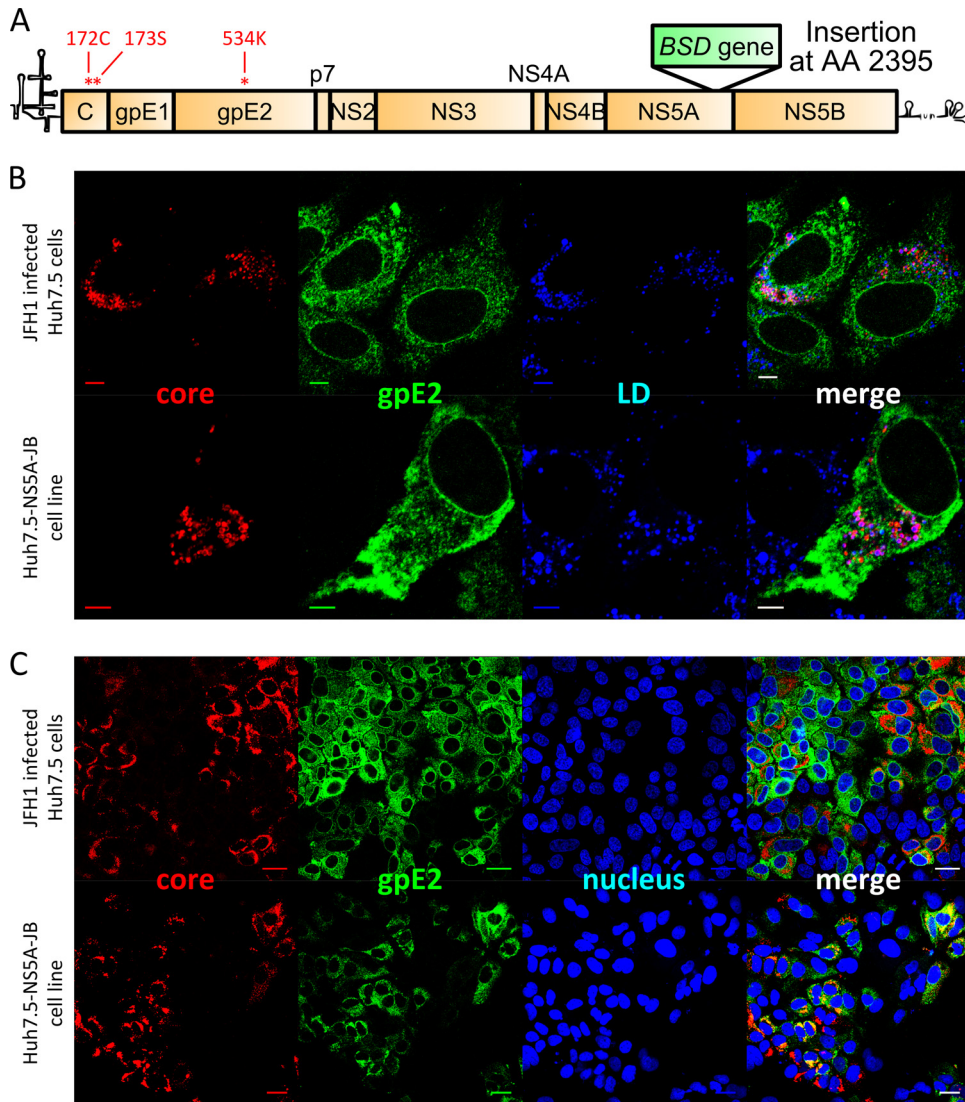 A
172C 173S 534K
** *
p7
NS4A
BSD gene
Insertion
at AA 2395
C gpE1 gpE2 NS2 NS3 NS4B NS5A NS5B
B
JFH1 infected
Huh7.5 cells
core gpE2 LD merge
Huh7.5-NS5A-JB
cell line
C
JFH1 infected
Huh7.5 cells
core gpE2 nucleus merge
Huh7.5-NS5A-JB
cell line